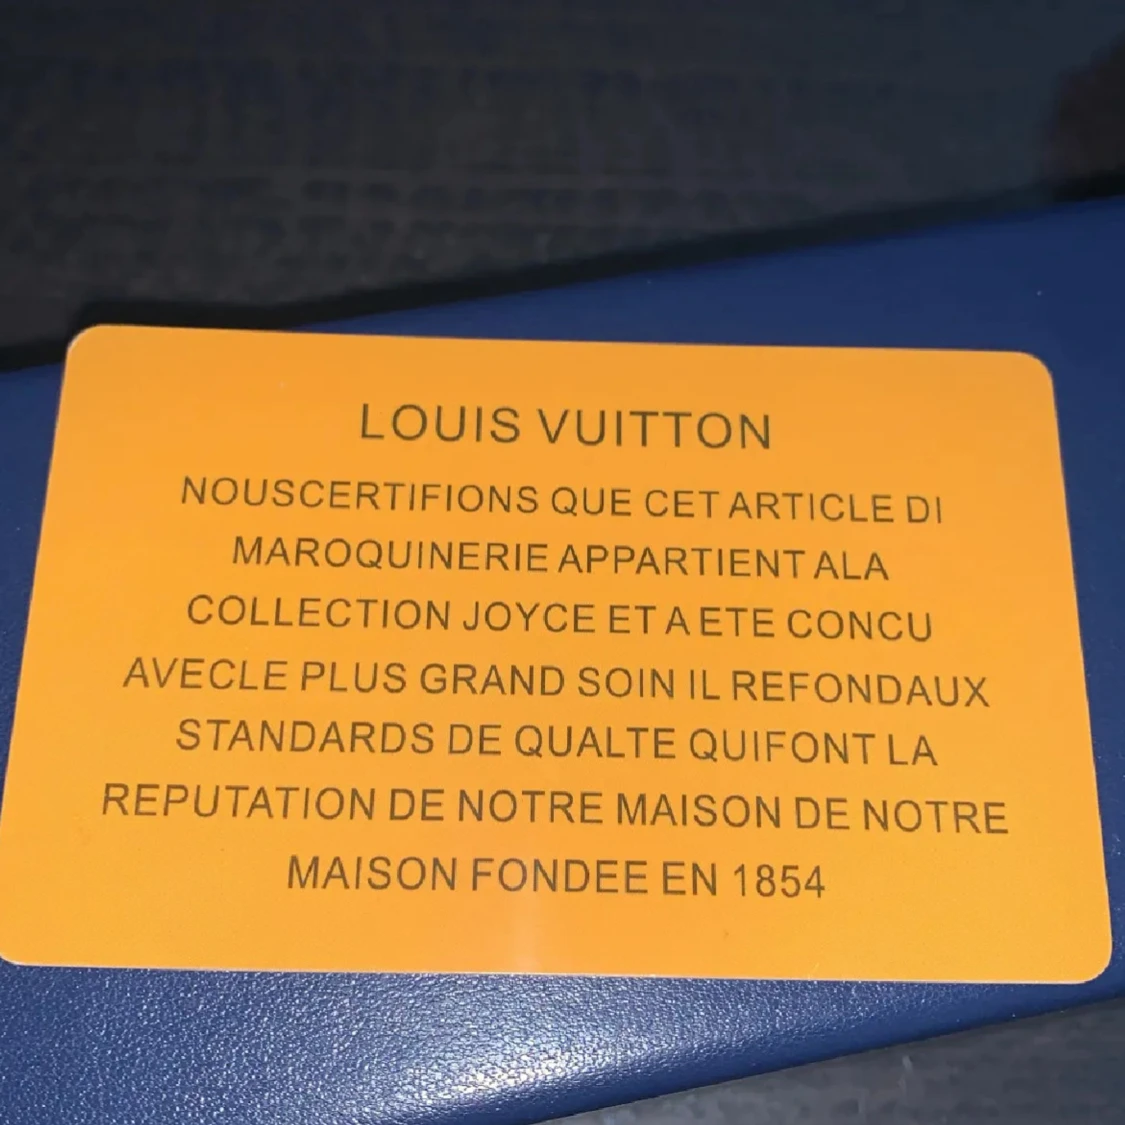 LOUIS VUITTON
NOUSCERTIFIONS QUE CET ARTICLE DI
MAROQUINERIE APPARTIENT ALA
COLLECTION JOYCE ET A ETE CONCU
AVECLE PLUS GRAND SOIN IL REFONDAUX
STANDARDS DE QUALTE QUIFONT LA
REPUTATION DE NOTRE MAISON DE NOTRE
MAISON FONDEE EN 1854